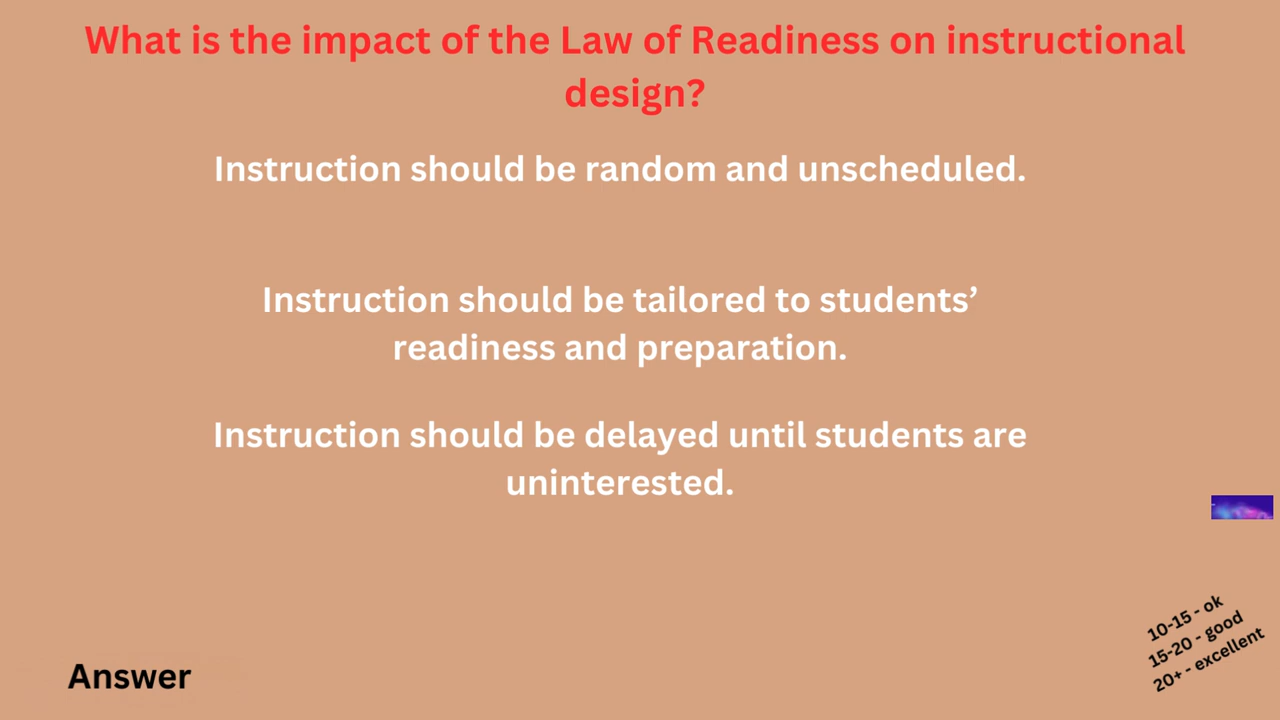 What is the impact of the Law of Readiness on instructional
design?
Instruction should be random and unscheduled.
Instruction should be tailored to students’
readiness and preparation.
Instruction should be delayed until students are
uninterested.
10-15 - ok
15-20 - good
20+ - excellent
Answer